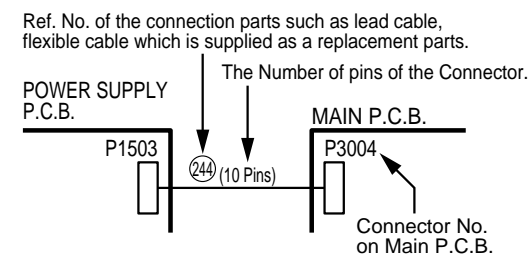 Ref. No. of the connection parts such as lead cable,
flexible cable which is supplied as a replacement parts.
The Number of pins of the Connector.
POWER SUPPLY
P.C.B.
MAIN P.C.B.
P1503
244 (10 Pins)
P3004
Connector No.
on Main P.C.B.